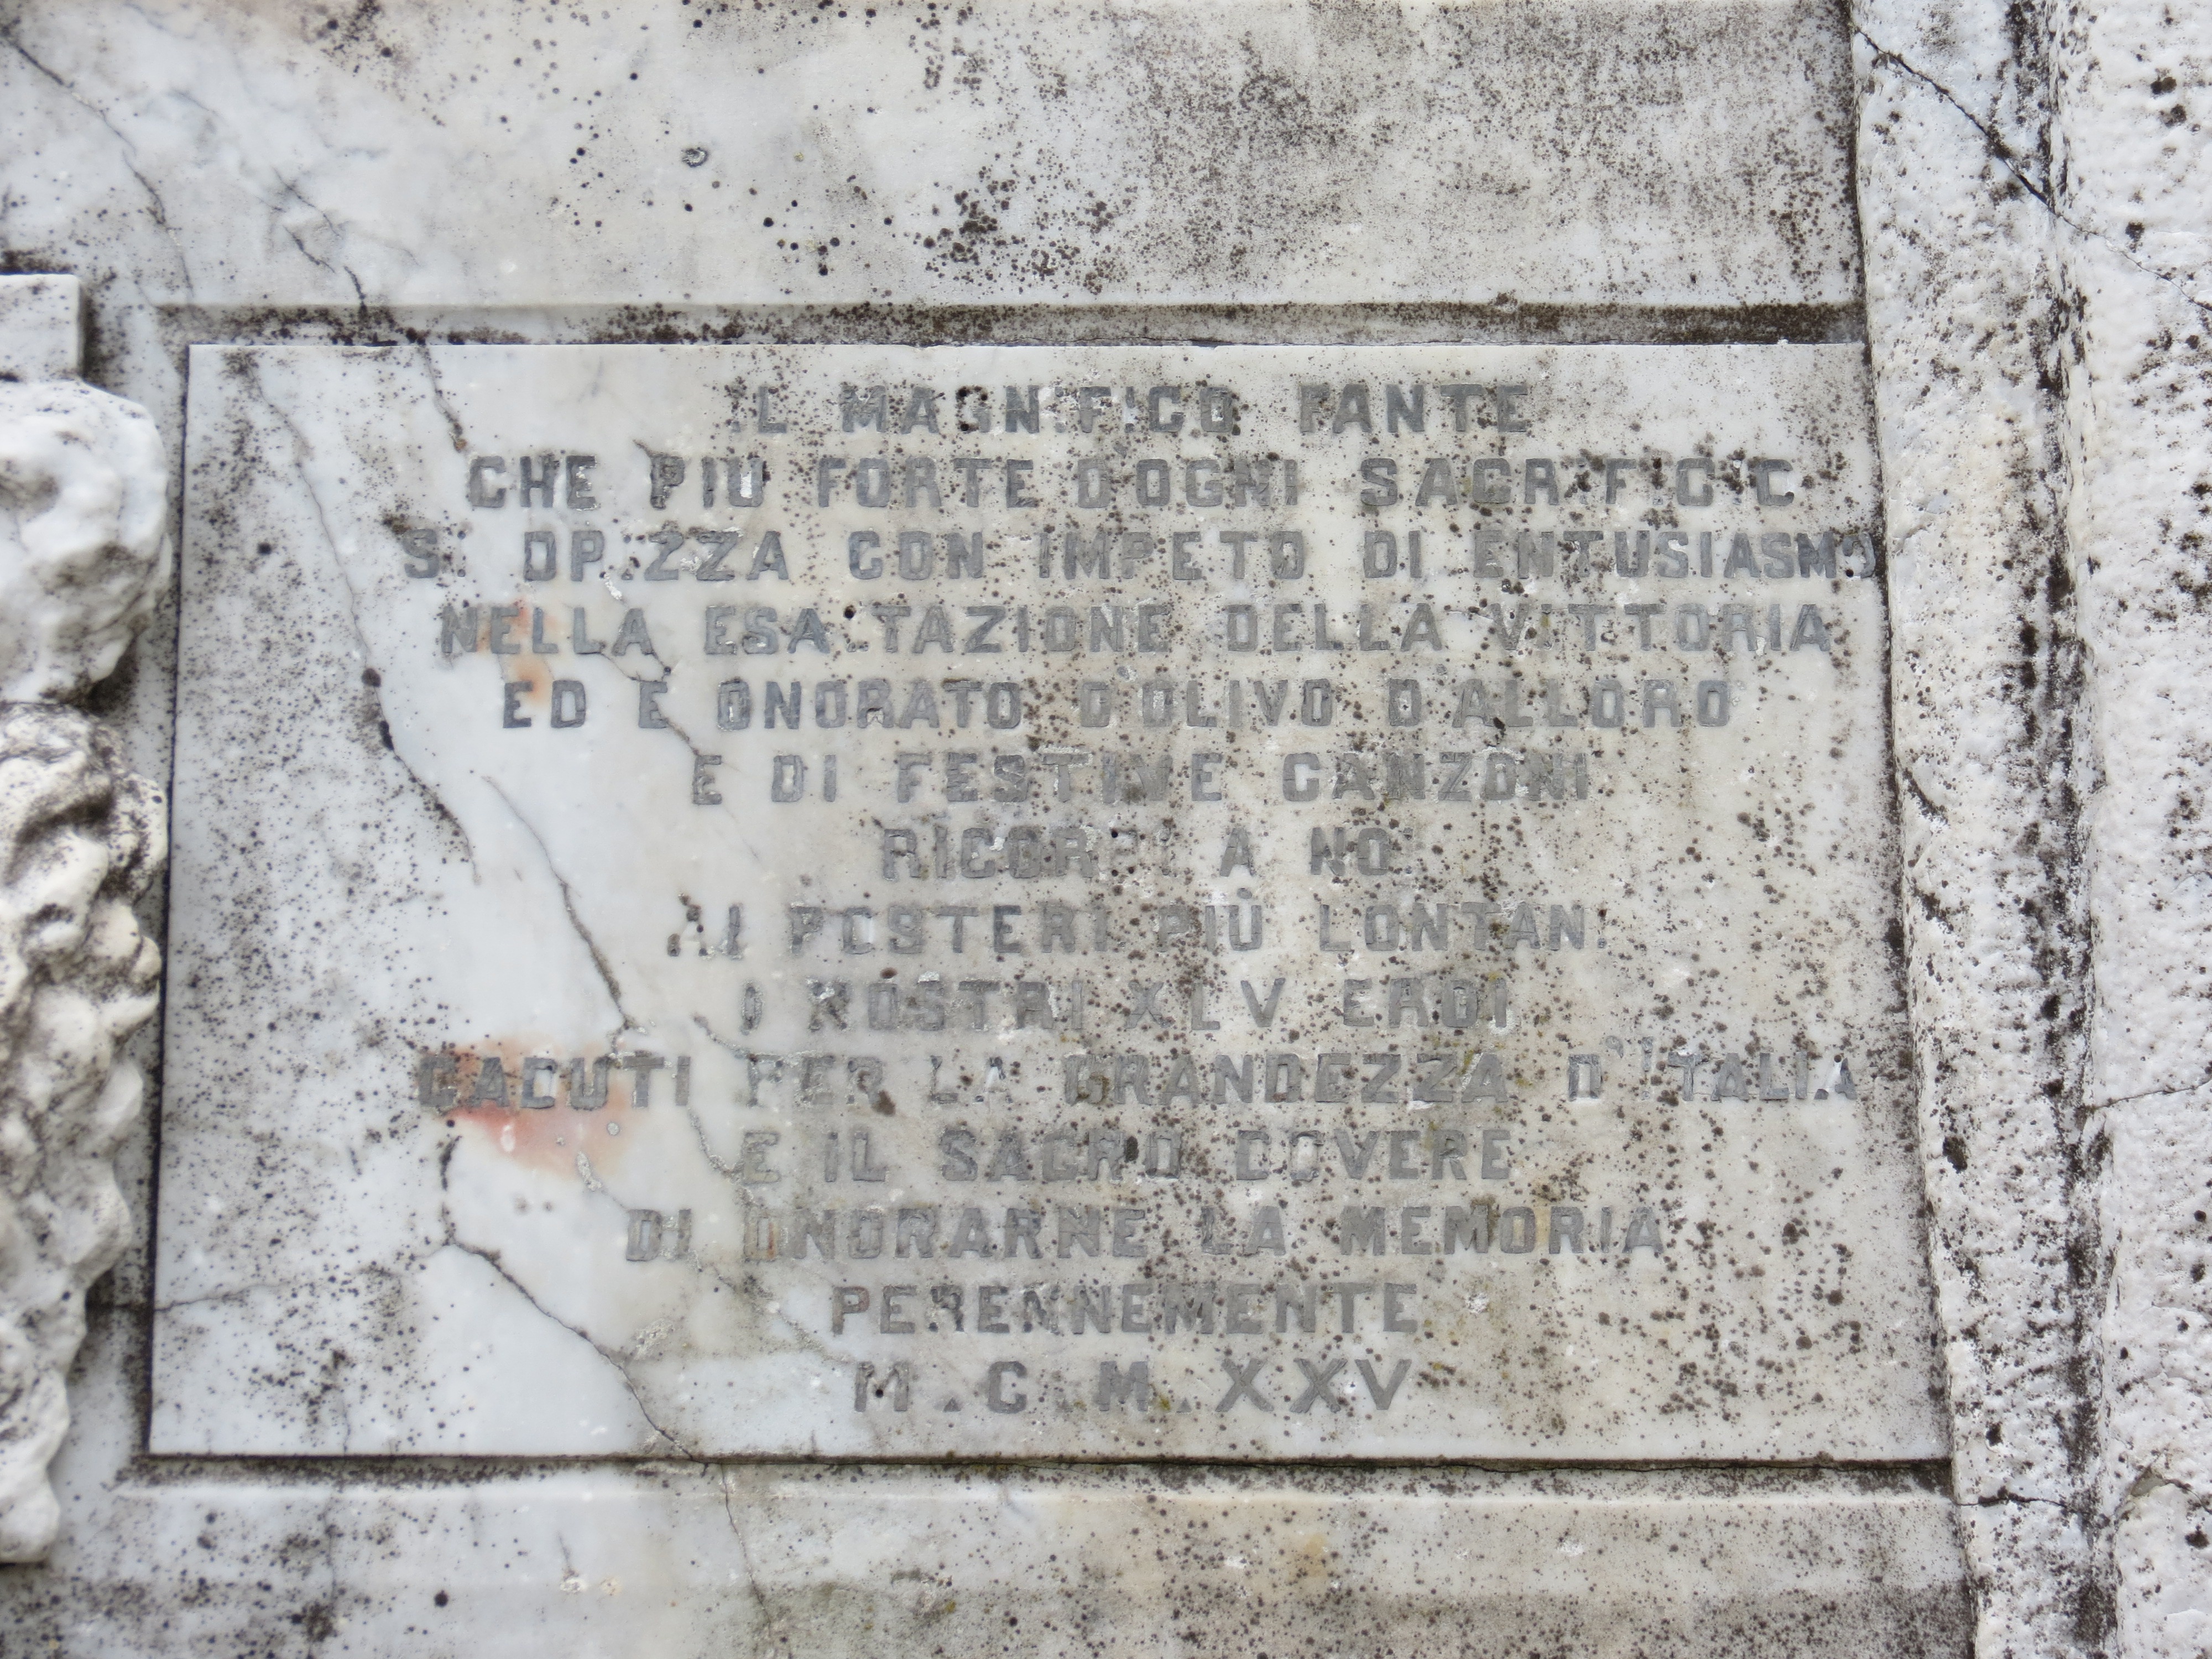 IL MAGNIFICO FANTE
CHE PIU FORTE D'OGNI SACRIFICIO
SI DRIZZA CON IMPETO DI ENTUSIASMO
NELLA ESALTAZIONE DELLA VITTORIA
ED E ONORATO D'OLIVO D'ALLORO
E DI FESTIVE CANZONI
RICORDI A NOI
AI POSTERI PIÙ LONTANI
I NOSTRI XLV EROI
CADUTI PER LA GRANDEZZA D'ITALIA
E IL SACRO DOVERE
DI ONORARNE LA MEMORIA
PERENNEMENTE
M.C.M.XXV